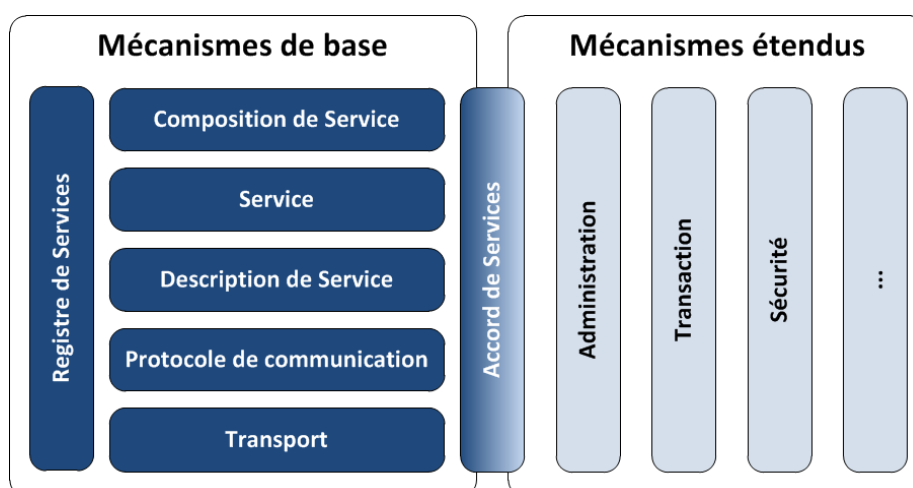 Mécanismes de base
Mécanismes étendus
Registre de Services
Composition de Service
Service
Description de Service
Protocole de communication
Transport
Accord de Services
Administration
Transaction
Sécurité
...